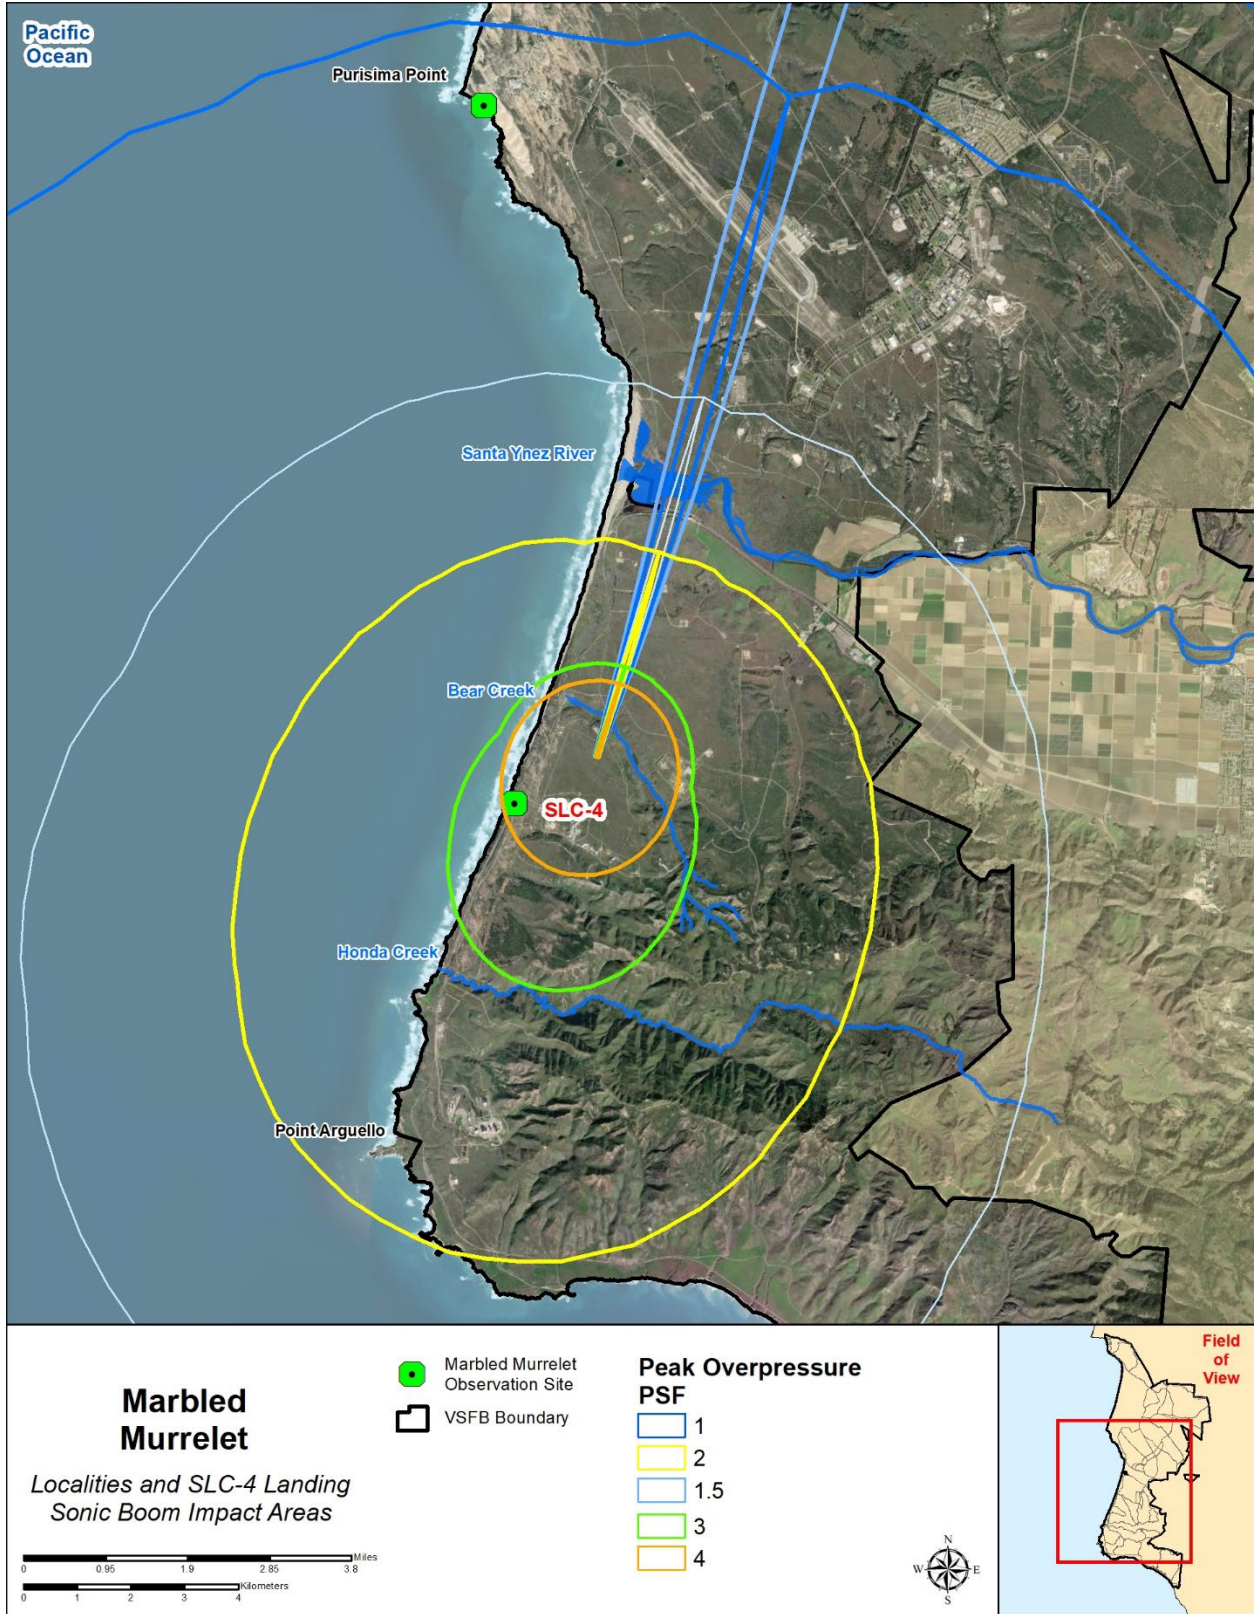 Pacific
Ocean
Purisima Point
Santa Ynez River
Bear Creek
SLC-4
Honda Creek
Point Arguello
Marbled
Murrelet
Localities and SLC-4 Landing
Sonic Boom Impact Areas
Miles
0 0.95 1.9 2.85 3.8
Kilometers
0 1 2 3 4
Marbled Murrelet
Observation Site
VSFB Boundary
Peak Overpressure
PSF
1
2
1.5
3
4
N
W E
S
Field
of
View